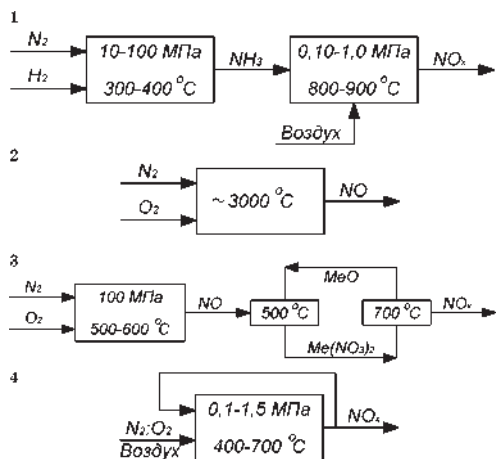 1
N₂
H₂
10-100 МПа
300-400 °C
NH₃
0,10-1,0 МПа
800-900 °C
NOₓ
Воздух
2
N₂
O₂
~ 3000 °C
NO
3
N₂
O₂
100 МПа
500-600 °C
NO
MeO
500 °C
700 °C
NOₓ
Me(NO₃)₂
4
N₂:O₂
Воздух
0,1-1,5 МПа
400-700 °C
NOₓ